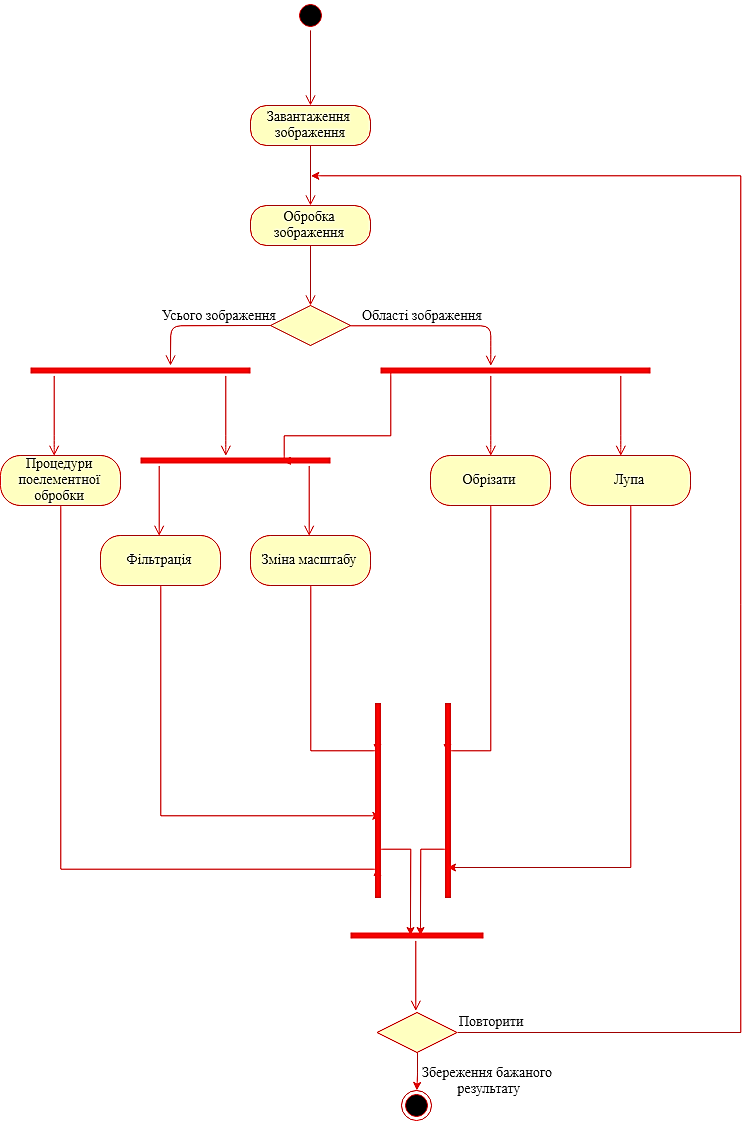 Завантаження
зображення
Обробка
зображення
Усього зображення
Області зображення
Процедури
поелементної
обробки
Обрізати
Лупа
Фільтрація
Зміна масштабу
Повторити
Збереження бажаного
результату